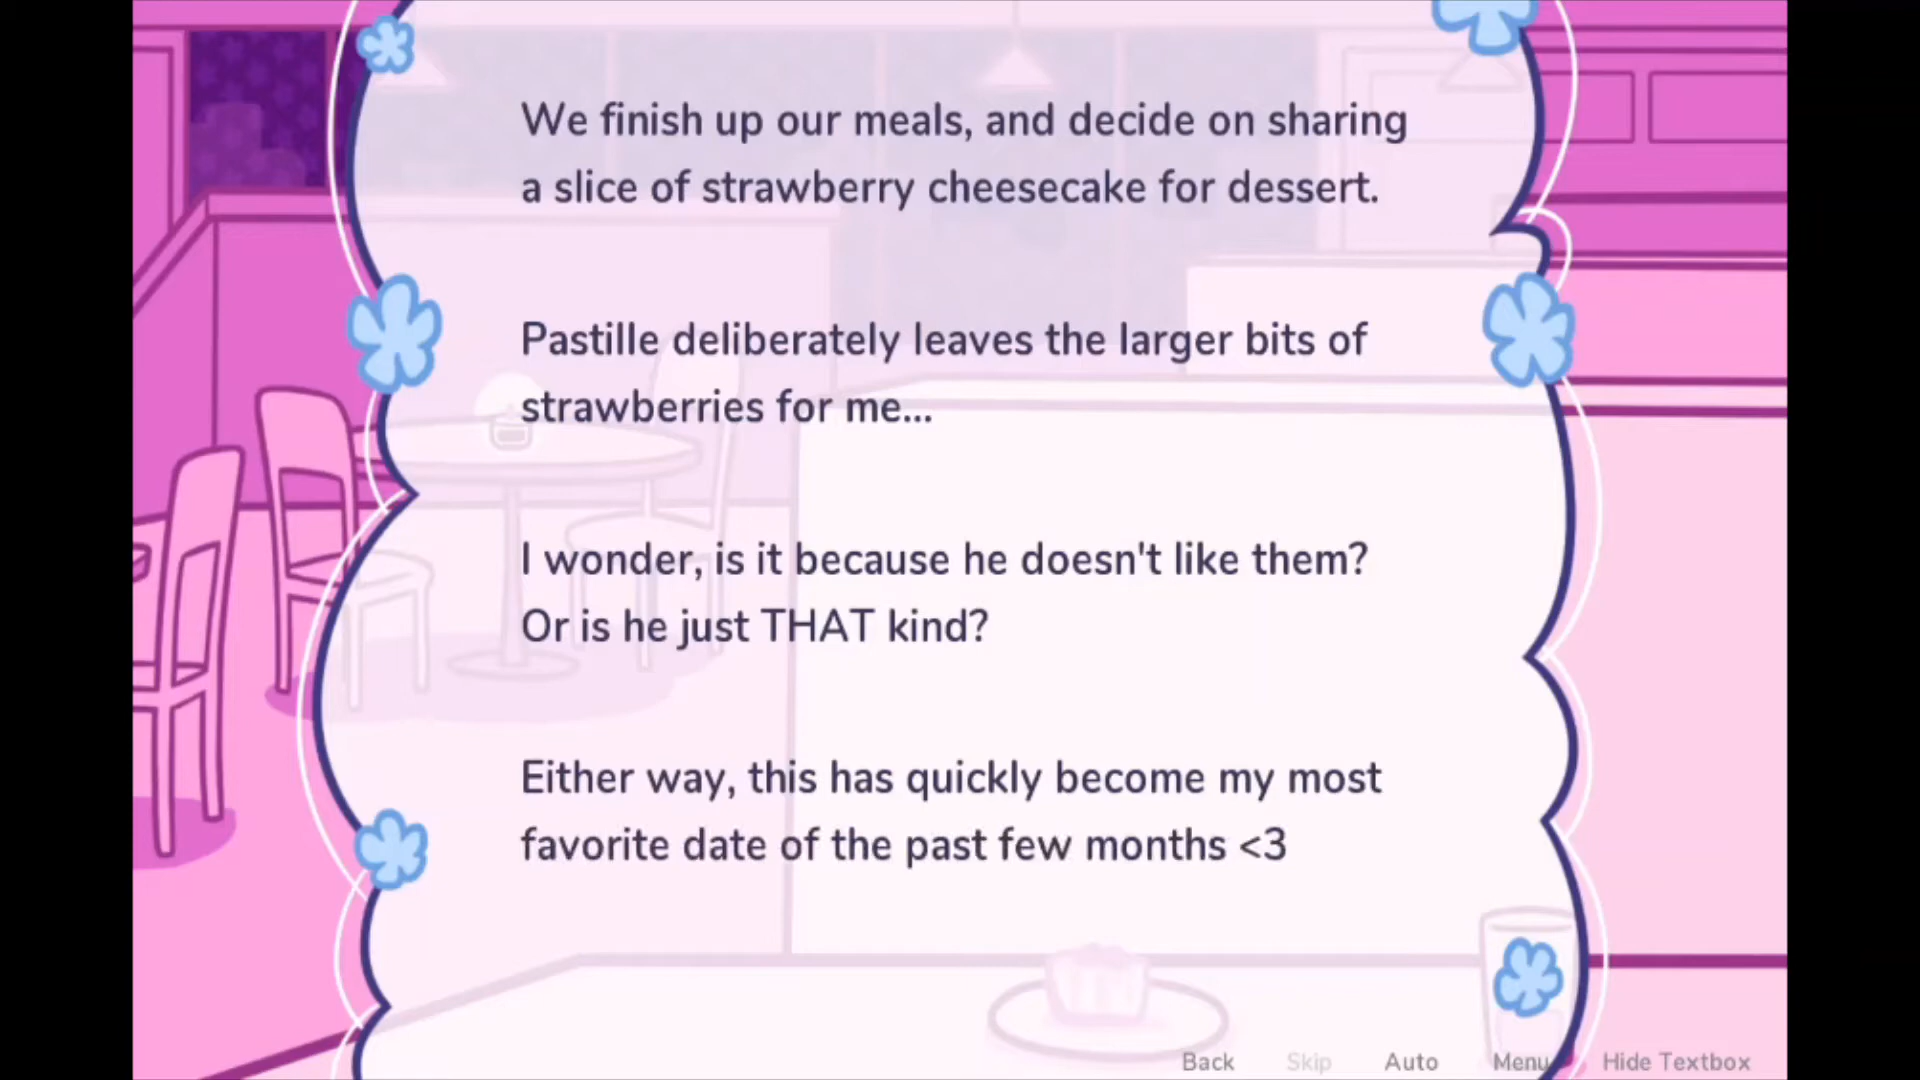 We finish up our meals, and decide on sharing
a slice of strawberry cheesecake for dessert.
Pastille deliberately leaves the larger bits of
strawberries for me...
I wonder, is it because he doesn't like them?
Or is he just THAT kind?
Either way, this has quickly become my most
favorite date of the past few months <3
Back Skip Auto Menu Hide Textbox